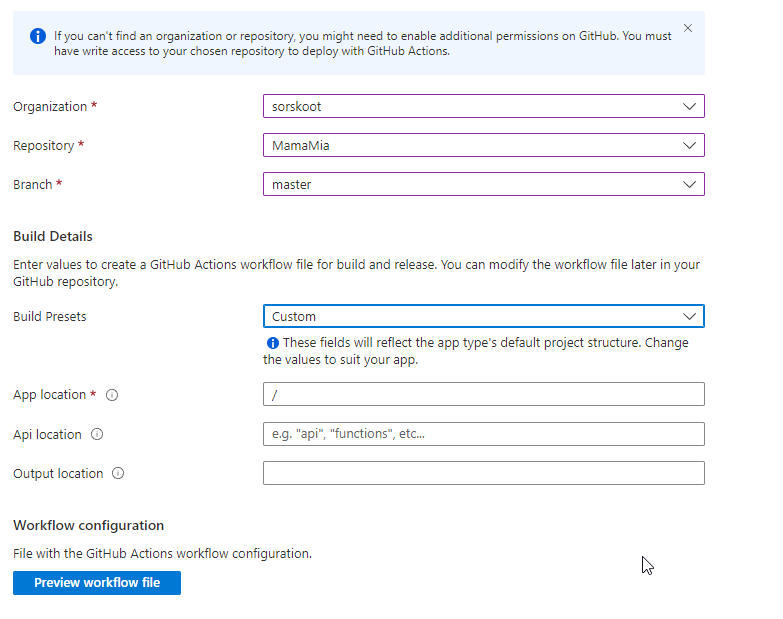 If you can't find an organization or repository, you might need to enable additional permissions on GitHub. You must
have write access to your chosen repository to deploy with GitHub Actions.
Organization *
sorskoot
Repository *
MamaMia
Branch *
master
Build Details
Enter values to create a GitHub Actions workflow file for build and release. You can modify the workflow file later in your
GitHub repository.
Build Presets
Custom
These fields will reflect the app type's default project structure. Change
the values to suit your app.
App location *
/
Api location
e.g. "api", "functions", etc...
Output location
Workflow configuration
File with the GitHub Actions workflow configuration.
Preview workflow file